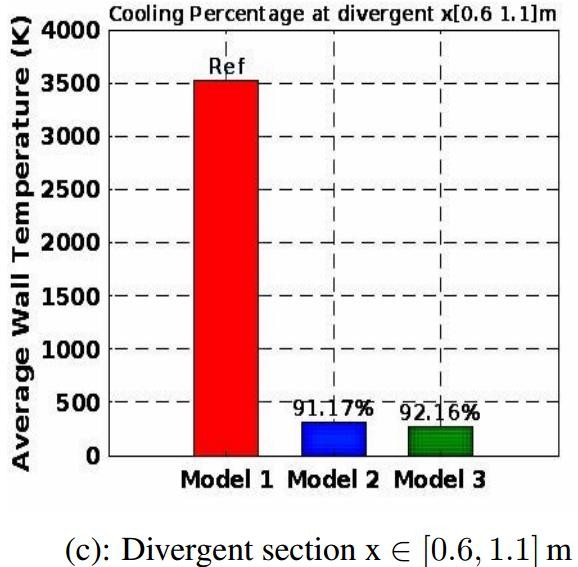 Cooling Percentage at divergent x[0.6 1.1]m
Average Wall Temperature (K)
4000
3500
3000
2500
2000
1500
1000
500
0
Ref
91.17%
92.16%
Model 1 Model 2 Model 3
(c): Divergent section x ∈ [0.6, 1.1] m